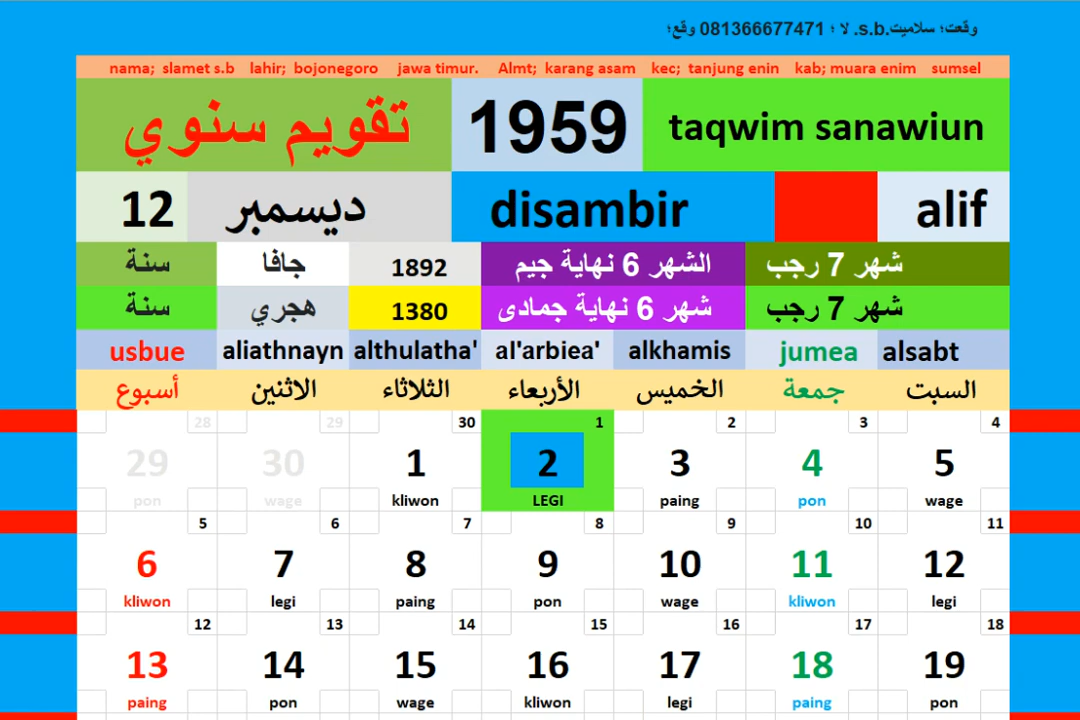 وقعت؛ سلاميت.s.b. لا ؛ 081366677471 وقع؛
nama; slamet s.b lahir; bojonegoro jawa timur. Almt; karang asam kec; tanjung enin kab; muara enim sumsel
تقويم سنوي 1959 taqwim sanawiun
12 ديسمبر disambir alif
سنة جافا 1892 الشهر 6 نهاية جيم شهر 7 رجب
سنة هجري 1380 شهر 6 نهاية جمادى شهر 7 رجب
usbue aliathnayn althulatha' al'arbiea' alkhamis jumea alsabt
أسبوع الاثنين الثلاثاء الأربعاء الخميس جمعة السبت
28 29 30 1 2 3 4
29 30 1 2 3 4 5
pon wage kliwon LEGI paing pon wage
5 6 7 8 9 10 11
6 7 8 9 10 11 12
kliwon legi paing pon wage kliwon legi
12 13 14 15 16 17 18
13 14 15 16 17 18 19
paing pon wage kliwon legi paing pon